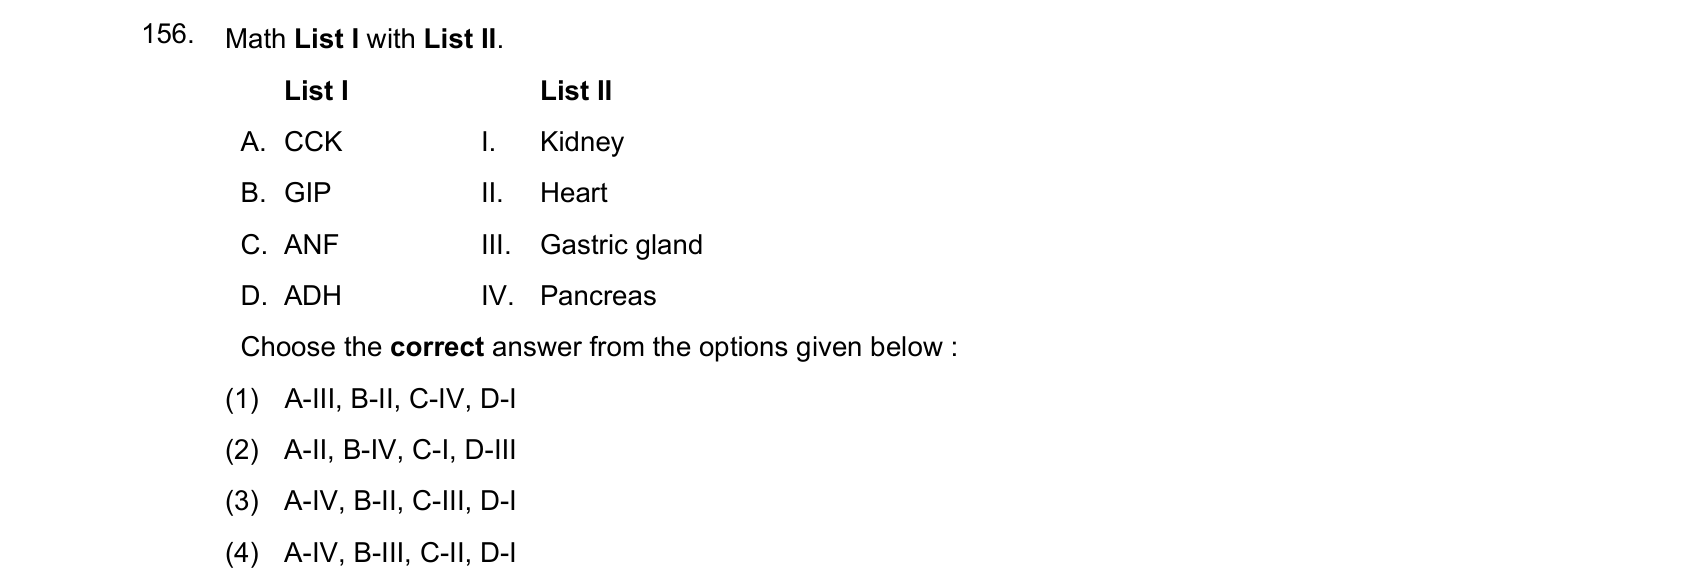 156. Math List I with List II.
List I List II
A. CCK I. Kidney
B. GIP II. Heart
C. ANF III. Gastric gland
D. ADH IV. Pancreas
Choose the correct answer from the options given below :
(1) A-III, B-II, C-IV, D-I
(2) A-II, B-IV, C-I, D-III
(3) A-IV, B-II, C-III, D-I
(4) A-IV, B-III, C-II, D-I